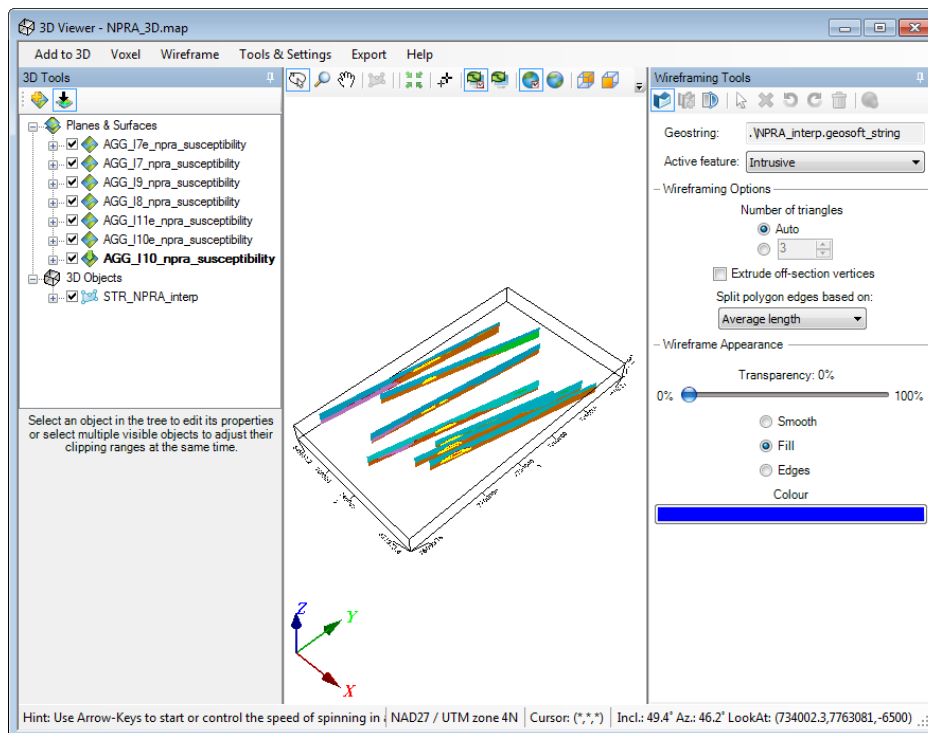 3D Viewer - NPRA_3D.map
Add to 3D Voxel Wireframe Tools & Settings Export Help
3D Tools
Planes & Surfaces
AGG_I7e_npra_susceptibility
AGG_I7_npra_susceptibility
AGG_I9_npra_susceptibility
AGG_I8_npra_susceptibility
AGG_I11e_npra_susceptibility
AGG_I10e_npra_susceptibility
AGG_I10_npra_susceptibility
3D Objects
STR_NPRA_interp
Select an object in the tree to edit its properties
or select multiple visible objects to adjust their
clipping ranges at the same time.
Z
Y
X
Wireframing Tools
Geostring: .\NPRA_interp.geosoft_string
Active feature: Intrusive
Wireframing Options
Number of triangles
Auto
3
Extrude off-section vertices
Split polygon edges based on:
Average length
Wireframe Appearance
Transparency: 0%
0% 100%
Smooth
Fill
Edges
Colour
Hint: Use Arrow-Keys to start or control the speed of spinning in NAD27 / UTM zone 4N Cursor: (*,*,*) Incl.: 49.4° Az.: 46.2° LookAt: (734002.3,7763081,-6500)